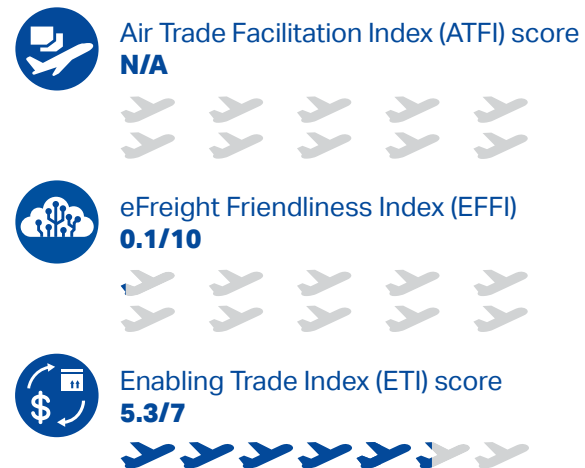 Air Trade Facilitation Index (ATFI) score
N/A
eFreight Friendliness Index (EFFI)
0.1/10
Enabling Trade Index (ETI) score
$
5.3/7